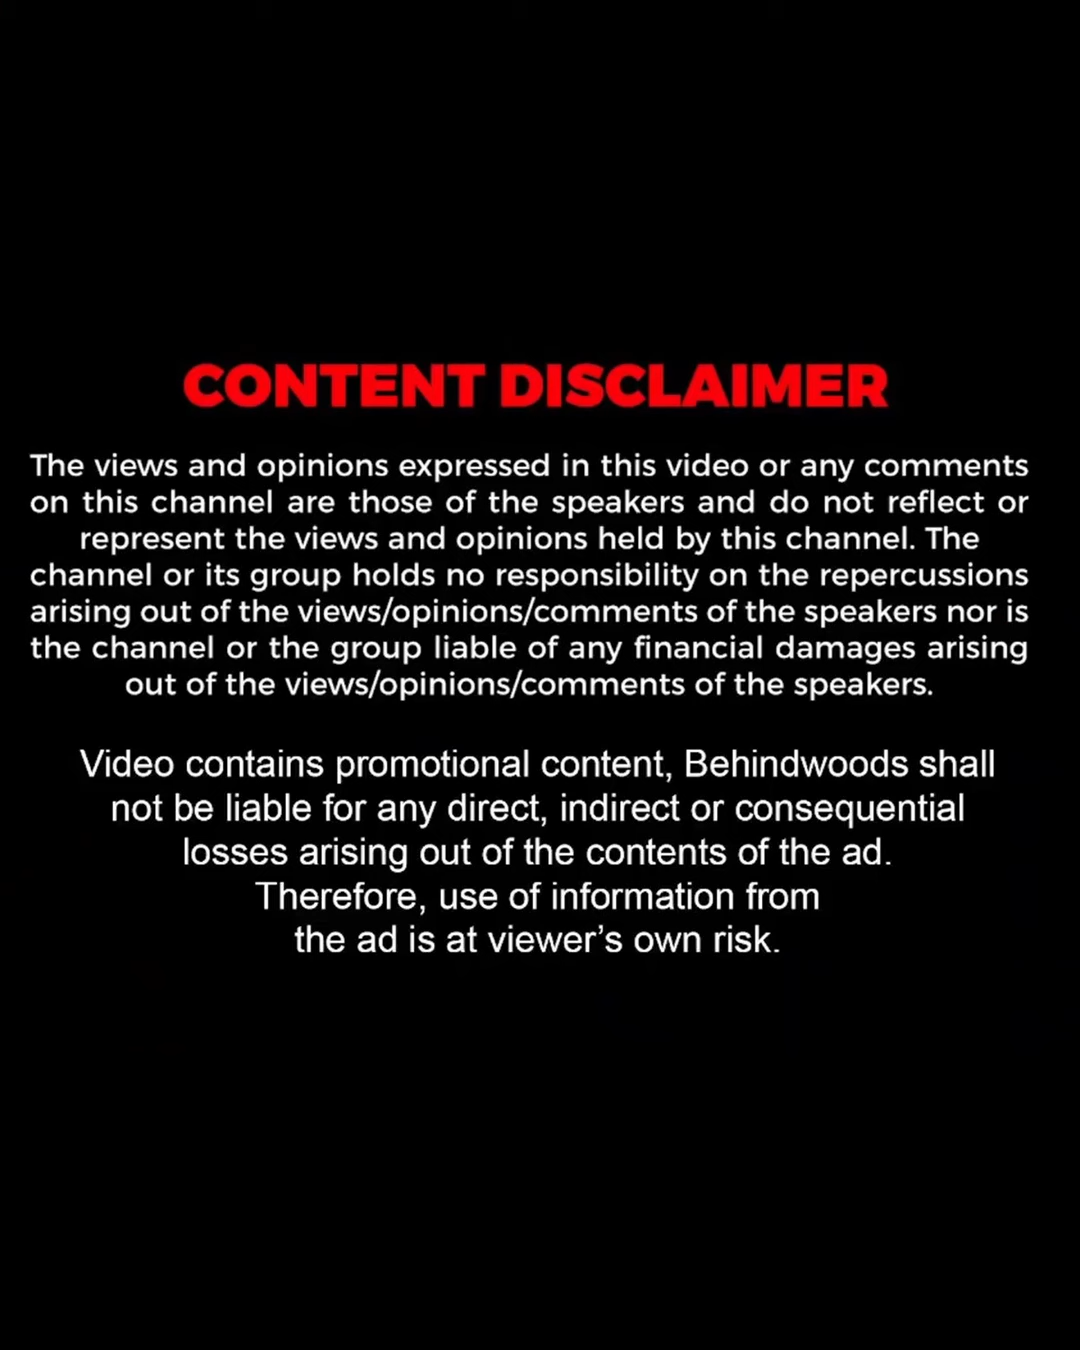 CONTENT DISCLAIMER
The views and opinions expressed in this video or any comments
on this channel are those of the speakers and do not reflect or
represent the views and opinions held by this channel. The
channel or its group holds no responsibility on the repercussions
arising out of the views/opinions/comments of the speakers nor is
the channel or the group liable of any financial damages arising
out of the views/opinions/comments of the speakers.
Video contains promotional content, Behindwoods shall
not be liable for any direct, indirect or consequential
losses arising out of the contents of the ad.
Therefore, use of information from
the ad is at viewer’s own risk.